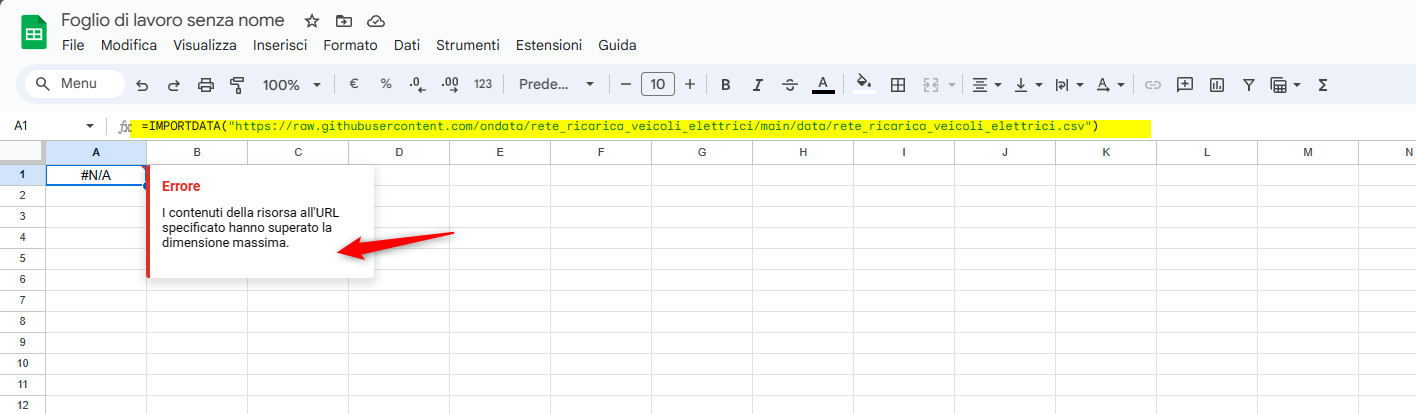 Foglio di lavoro senza nome
File Modifica Visualizza Inserisci Formato Dati Strumenti Estensioni Guida
Menu 100% € % .0 .00 123 Prede... 10 B I A A Σ
A1 fx =IMPORTDATA("https://raw.githubusercontent.com/ondata/rete_ricarica_veicoli_elettrici/main/data/rete_ricarica_veicoli_elettrici.csv")
A B C D E F G H I J K L M N
1 #N/A
Errore
2
I contenuti della risorsa all'URL
3
specificato hanno superato la
4
dimensione massima.
5
6
7
8
9
10
11
12